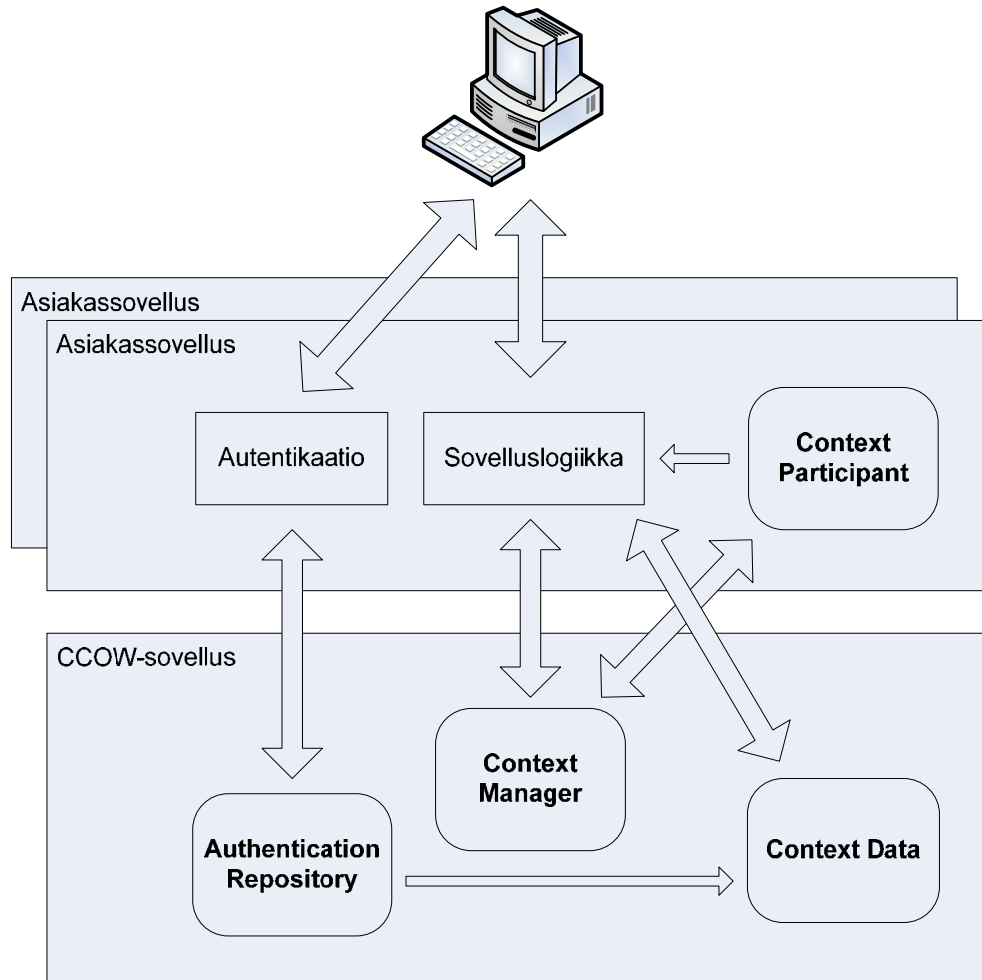 Asiakassovellus
Asiakassovellus
Autentikaatio
Sovelluslogiikka
Context
Participant
CCOW-sovellus
Context
Manager
Authentication
Repository
Context Data